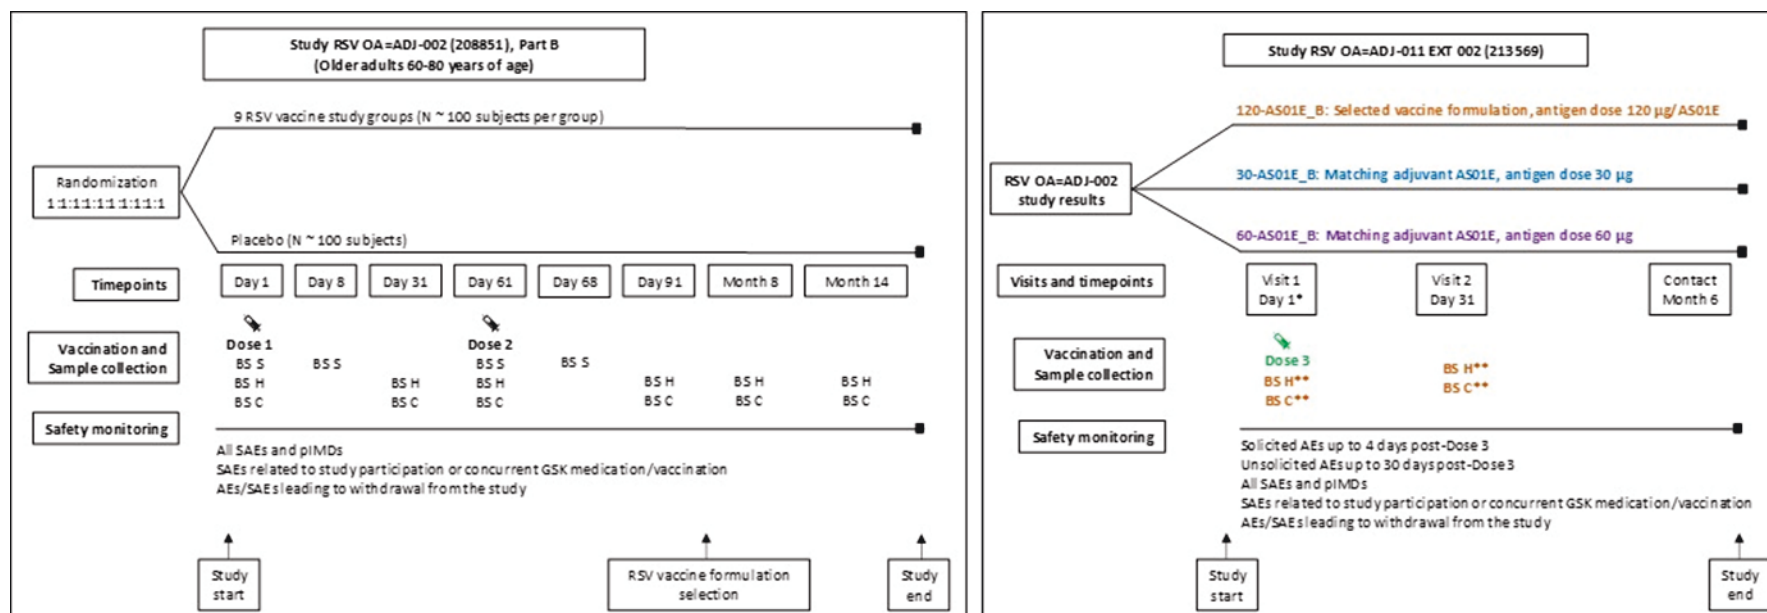 Study RSV OA=ADJ-002 (208851), Part B
(Older adults 60-80 years of age)
9 RSV vaccine study groups (N ~ 100 subjects per group)
Randomization
1:1:1:1:1:1:1:1:1:1
Placebo (N ~ 100 subjects)
Timepoints
Day 1
Day 8
Day 31
Day 61
Day 68
Day 91
Month 8
Month 14
Vaccination and
Sample collection
Dose 1
Dose 2
BS S
BS S
BS S
BS S
BS H
BS H
BS H
BS H
BS H
BS H
BS C
BS C
BS C
BS C
BS C
BS C
Safety monitoring
All SAEs and pIMDs
SAEs related to study participation or concurrent GSK medication/vaccination
AEs/SAEs leading to withdrawal from the study
Study
start
RSV vaccine formulation
selection
Study
end
Study RSV OA=ADJ-011 EXT 002 (213569)
120-AS01E_B: Selected vaccine formulation, antigen dose 120 µg/AS01E
RSV OA=ADJ-002
study results
30-AS01E_B: Matching adjuvant AS01E, antigen dose 30 µg
60-AS01E_B: Matching adjuvant AS01E, antigen dose 60 µg
Visits and timepoints
Visit 1
Day 1*
Visit 2
Day 31
Contact
Month 6
Vaccination and
Sample collection
Dose 3
BS H**
BS C**
BS H**
BS C**
Safety monitoring
Solicited AEs up to 4 days post-Dose 3
Unsolicited AEs up to 30 days post-Dose 3
All SAEs and pIMDs
SAEs related to study participation or concurrent GSK medication/vaccination
AEs/SAEs leading to withdrawal from the study
Study
start
Study
end